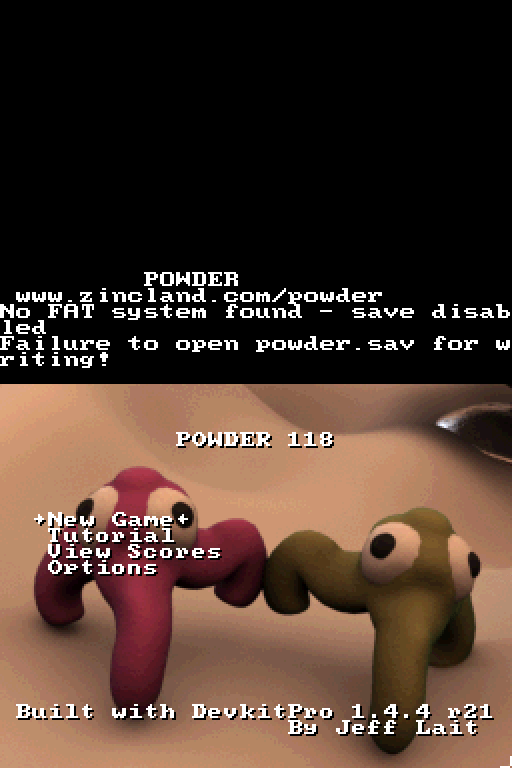 POWDER
www.zincland.com/powder
No FAT system found - save disab
led
Failure to open powder.sav for w
riting!
POWDER 118
+New Game+
Tutorial
View Scores
Options
Built with DevkitPro 1.4.4 r21
By Jeff Lait